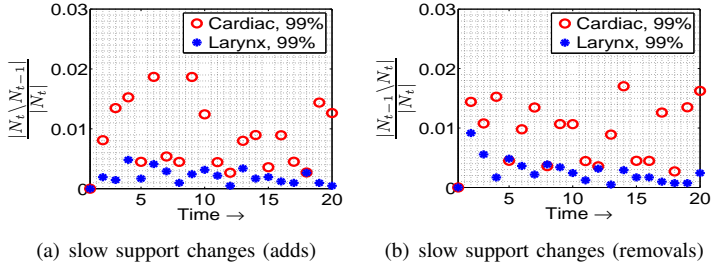 0.03
0.02
0.01
0
|N_t \ N_{t-1}| / |N_t|
Cardiac, 99%
Larynx, 99%
5 10 15 20
Time →
(a) slow support changes (adds)
0.03
0.02
0.01
0
|N_{t-1} \ N_t| / |N_t|
Cardiac, 99%
Larynx, 99%
5 10 15 20
Time →
(b) slow support changes (removals)